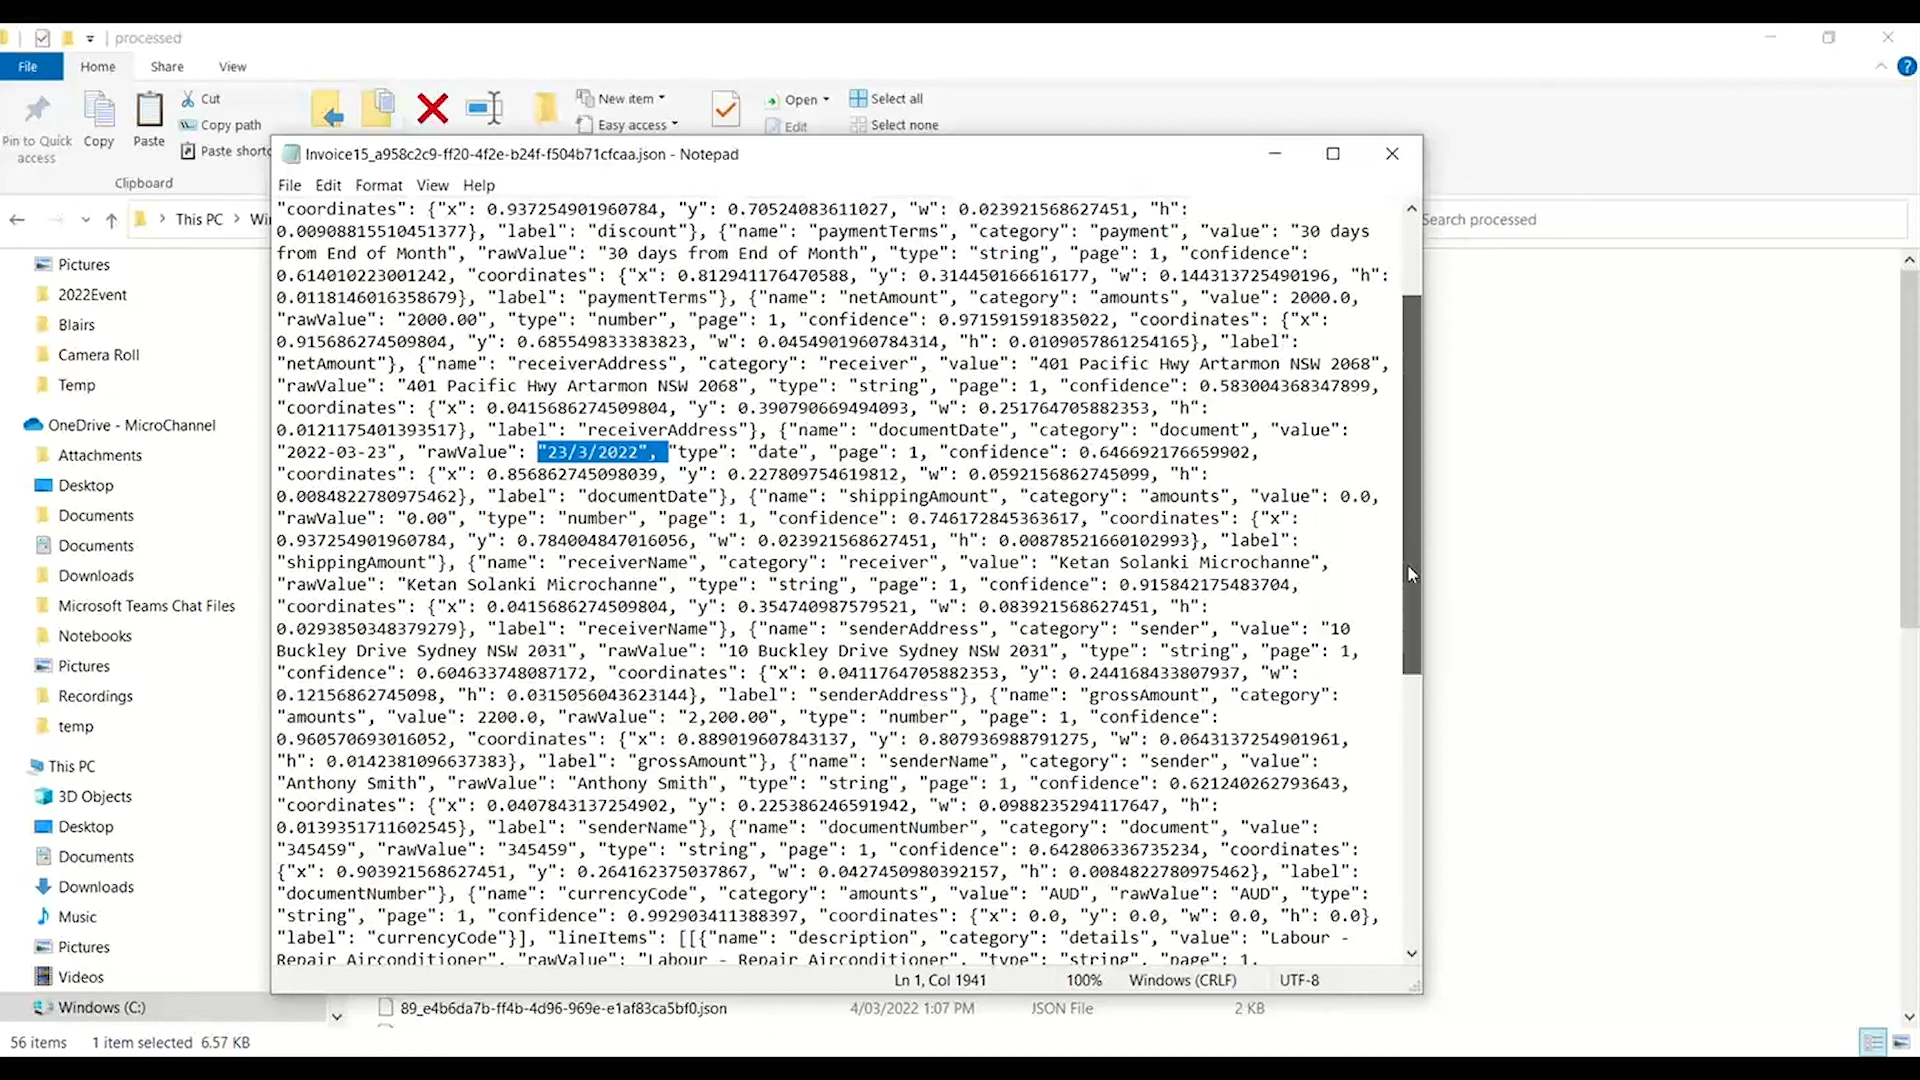 processed
File Home Share View
Pin to Quick access
Copy
Paste
Cut
Copy path
Paste shortc
Clipboard
New item
Easy access
Open
Edit
Select all
Select none
This PC
Search processed
Pictures
2022Event
Blairs
Camera Roll
Temp
OneDrive - MicroChannel
Attachments
Desktop
Documents
Documents
Downloads
Microsoft Teams Chat Files
Notebooks
Pictures
Recordings
temp
This PC
3D Objects
Desktop
Documents
Downloads
Music
Pictures
Videos
Windows (C:)
Invoice15_a958c2c9-ff20-4f2e-b24f-f504b71cfcaa.json - Notepad
File Edit Format View Help
"coordinates": {"x": 0.937254901960784, "y": 0.70524083611027, "w": 0.023921568627451, "h":
0.00908815510451377}, "label": "discount"}, {"name": "paymentTerms", "category": "payment", "value": "30 days
from End of Month", "rawValue": "30 days from End of Month", "type": "string", "page": 1, "confidence":
0.614010223001242, "coordinates": {"x": 0.812941176470588, "y": 0.314450166616177, "w": 0.144313725490196, "h":
0.0118146016358679}, "label": "paymentTerms"}, {"name": "netAmount", "category": "amounts", "value": 2000.0,
"rawValue": "2000.00", "type": "number", "page": 1, "confidence": 0.971591591835022, "coordinates": {"x":
0.915686274509804, "y": 0.685549833383823, "w": 0.0454901960784314, "h": 0.0109057861254165}, "label":
"netAmount"}, {"name": "receiverAddress", "category": "receiver", "value": "401 Pacific Hwy Artarmon NSW 2068",
"rawValue": "401 Pacific Hwy Artarmon NSW 2068", "type": "string", "page": 1, "confidence": 0.583004368347899,
"coordinates": {"x": 0.0415686274509804, "y": 0.390790669494093, "w": 0.251764705882353, "h":
0.0121175401393517}, "label": "receiverAddress"}, {"name": "documentDate", "category": "document", "value":
"2022-03-23", "rawValue": "23/3/2022", "type": "date", "page": 1, "confidence": 0.646692176659902,
"coordinates": {"x": 0.856862745098039, "y": 0.227809754619812, "w": 0.0592156862745099, "h":
0.0084822780975462}, "label": "documentDate"}, {"name": "shippingAmount", "category": "amounts", "value": 0.0,
"rawValue": "0.00", "type": "number", "page": 1, "confidence": 0.746172845363617, "coordinates": {"x":
0.937254901960784, "y": 0.784004847016056, "w": 0.023921568627451, "h": 0.00878521660102993}, "label":
"shippingAmount"}, {"name": "receiverName", "category": "receiver", "value": "Ketan Solanki Microchanne",
"rawValue": "Ketan Solanki Microchanne", "type": "string", "page": 1, "confidence": 0.915842175483704,
"coordinates": {"x": 0.0415686274509804, "y": 0.354740987579521, "w": 0.083921568627451, "h":
0.0293850348379279}, "label": "receiverName"}, {"name": "senderAddress", "category": "sender", "value": "10
Buckley Drive Sydney NSW 2031", "rawValue": "10 Buckley Drive Sydney NSW 2031", "type": "string", "page": 1,
"confidence": 0.604633748087172, "coordinates": {"x": 0.0411764705882353, "y": 0.244168433807937, "w":
0.12156862745098, "h": 0.0315056043623144}, "label": "senderAddress"}, {"name": "grossAmount", "category":
"amounts", "value": 2200.0, "rawValue": "2,200.00", "type": "number", "page": 1, "confidence":
0.960570693016052, "coordinates": {"x": 0.889019607843137, "y": 0.807936988791275, "w": 0.0643137254901961,
"h": 0.0142381096637383}, "label": "grossAmount"}, {"name": "senderName", "category": "sender", "value":
"Anthony Smith", "rawValue": "Anthony Smith", "type": "string", "page": 1, "confidence": 0.621240262793643,
"coordinates": {"x": 0.0407843137254902, "y": 0.225386246591942, "w": 0.0988235294117647, "h":
0.0139351711602545}, "label": "senderName"}, {"name": "documentNumber", "category": "document", "value":
"345459", "rawValue": "345459", "type": "string", "page": 1, "confidence": 0.642806336735234, "coordinates":
{"x": 0.903921568627451, "y": 0.264162375037867, "w": 0.0427450980392157, "h": 0.0084822780975462}, "label":
"documentNumber"}, {"name": "currencyCode", "category": "amounts", "value": "AUD", "rawValue": "AUD", "type":
"string", "page": 1, "confidence": 0.992903411388397, "coordinates": {"x": 0.0, "y": 0.0, "w": 0.0, "h": 0.0},
"label": "currencyCode"}], "lineItems": [[{"name": "description", "category": "details", "value": "Labour -
Repair Airconditioner", "rawValue": "Labour - Repair Airconditioner", "type": "string", "page": 1,
Ln 1, Col 1941 100% Windows (CRLF) UTF-8
89_e4b6da7b-ff4b-4d96-969e-e1af83ca5bf0.json 4/03/2022 1:07 PM JSON File 2 KB
56 items 1 item selected 6.57 KB